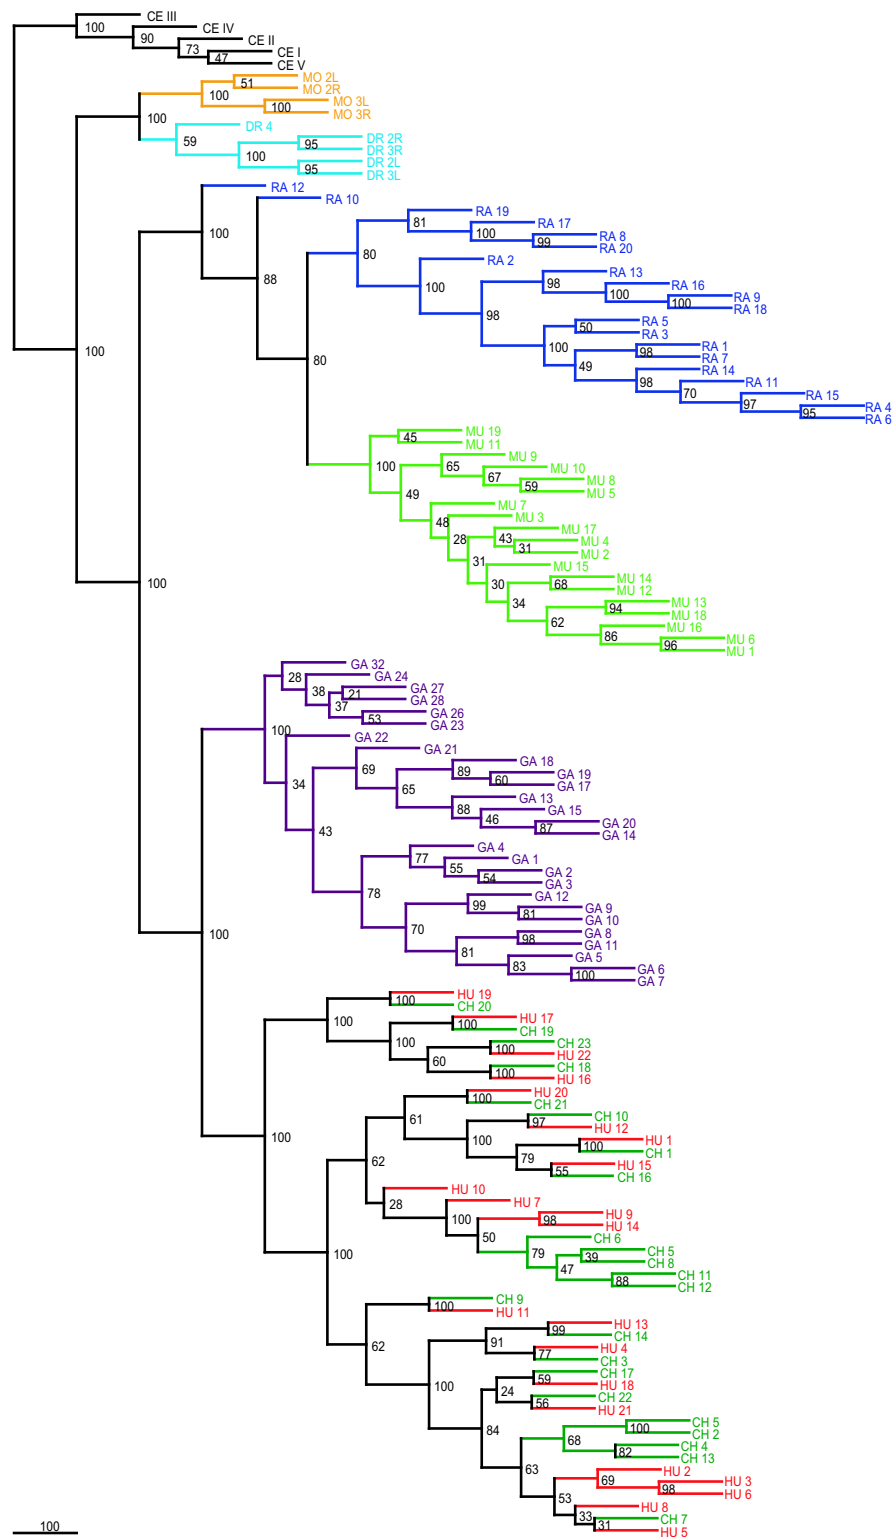 CE III
100
CE IV
90
CE II
73
CE I
47
CE V
MO 2L
51
MO 2R
100
MO 3L
100
MO 3R
100
DR 4
59
DR 2R
95
DR 3R
100
DR 2L
95
DR 3L
RA 12
RA 10
100
RA 19
81
RA 17
100
RA 8
99
RA 20
80
RA 2
88
100
RA 13
98
RA 16
100
RA 9
100
RA 18
98
RA 5
50
RA 3
100
RA 1
98
RA 7
100
80
49
RA 14
98
RA 11
70
RA 15
97
RA 4
95
RA 6
MU 19
45
MU 11
100
MU 9
65
MU 10
67
MU 8
59
MU 5
49
MU 7
48
MU 3
28
MU 17
43
MU 4
31
MU 2
31
MU 15
30
MU 14
68
MU 12
100
34
MU 13
94
MU 18
62
MU 16
86
MU 6
96
MU 1
GA 32
28
GA 24
38
GA 27
21
GA 28
37
GA 26
53
GA 23
100
GA 22
GA 21
34
69
GA 18
89
GA 19
60
GA 17
65
GA 13
88
GA 15
46
GA 20
87
GA 14
43
GA 4
77
GA 1
55
GA 2
54
GA 3
78
GA 12
99
GA 9
81
GA 10
70
GA 8
98
GA 11
100
81
GA 5
83
GA 6
100
GA 7
HU 19
100
CH 20
100
HU 17
100
CH 19
100
CH 23
100
HU 22
60
CH 18
100
HU 16
HU 20
100
CH 21
61
CH 10
97
HU 12
100
100
HU 1
100
CH 1
79
HU 15
55
CH 16
62
HU 10
28
HU 7
100
HU 9
98
HU 14
50
CH 6
79
CH 5
39
CH 8
100
47
CH 11
88
CH 12
CH 9
100
HU 11
HU 13
99
CH 14
91
HU 4
77
CH 3
62
CH 17
59
HU 18
100
24
CH 22
56
HU 21
84
CH 5
100
CH 2
68
CH 4
82
CH 13
63
HU 2
69
HU 3
98
HU 6
53
HU 8
33
CH 7
31
HU 5
100